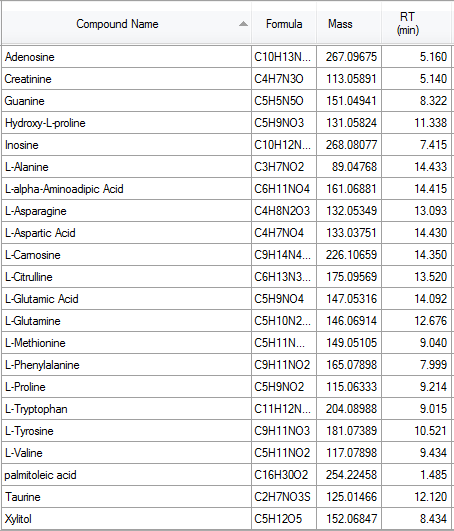 Compound Name Formula Mass RT (min)
Adenosine C10H13N... 267.09675 5.160
Creatinine C4H7N3O 113.05891 5.140
Guanine C5H5N5O 151.04941 8.322
Hydroxy-L-proline C5H9NO3 131.05824 11.338
Inosine C10H12N... 268.08077 7.415
L-Alanine C3H7NO2 89.04768 14.433
L-alpha-Aminoadipic Acid C6H11NO4 161.06881 14.415
L-Asparagine C4H8N2O3 132.05349 13.093
L-Aspartic Acid C4H7NO4 133.03751 14.430
L-Carnosine C9H14N4... 226.10659 14.350
L-Citrulline C6H13N3... 175.09569 13.520
L-Glutamic Acid C5H9NO4 147.05316 14.092
L-Glutamine C5H10N2... 146.06914 12.676
L-Methionine C5H11N... 149.05105 9.040
L-Phenylalanine C9H11NO2 165.07898 7.999
L-Proline C5H9NO2 115.06333 9.214
L-Tryptophan C11H12N... 204.08988 9.015
L-Tyrosine C9H11NO3 181.07389 10.521
L-Valine C5H11NO2 117.07898 9.434
palmitoleic acid C16H30O2 254.22458 1.485
Taurine C2H7NO3S 125.01466 12.120
Xylitol C5H12O5 152.06847 8.434